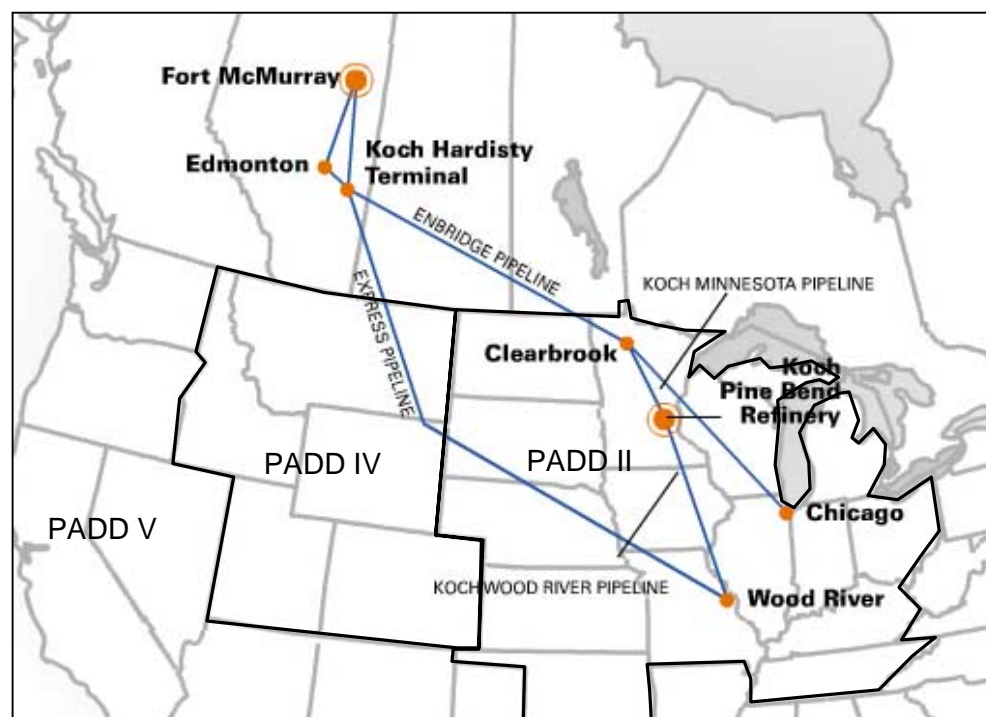 Fort McMurray
Edmonton
Koch Hardisty
Terminal
ENBRIDGE PIPELINE
EXPRESS PIPELINE
KOCH MINNESOTA PIPELINE
Clearbrook
Koch
Pine Bend
Refinery
PADD IV
PADD II
PADD V
Chicago
KOCH WOOD RIVER PIPELINE
Wood River